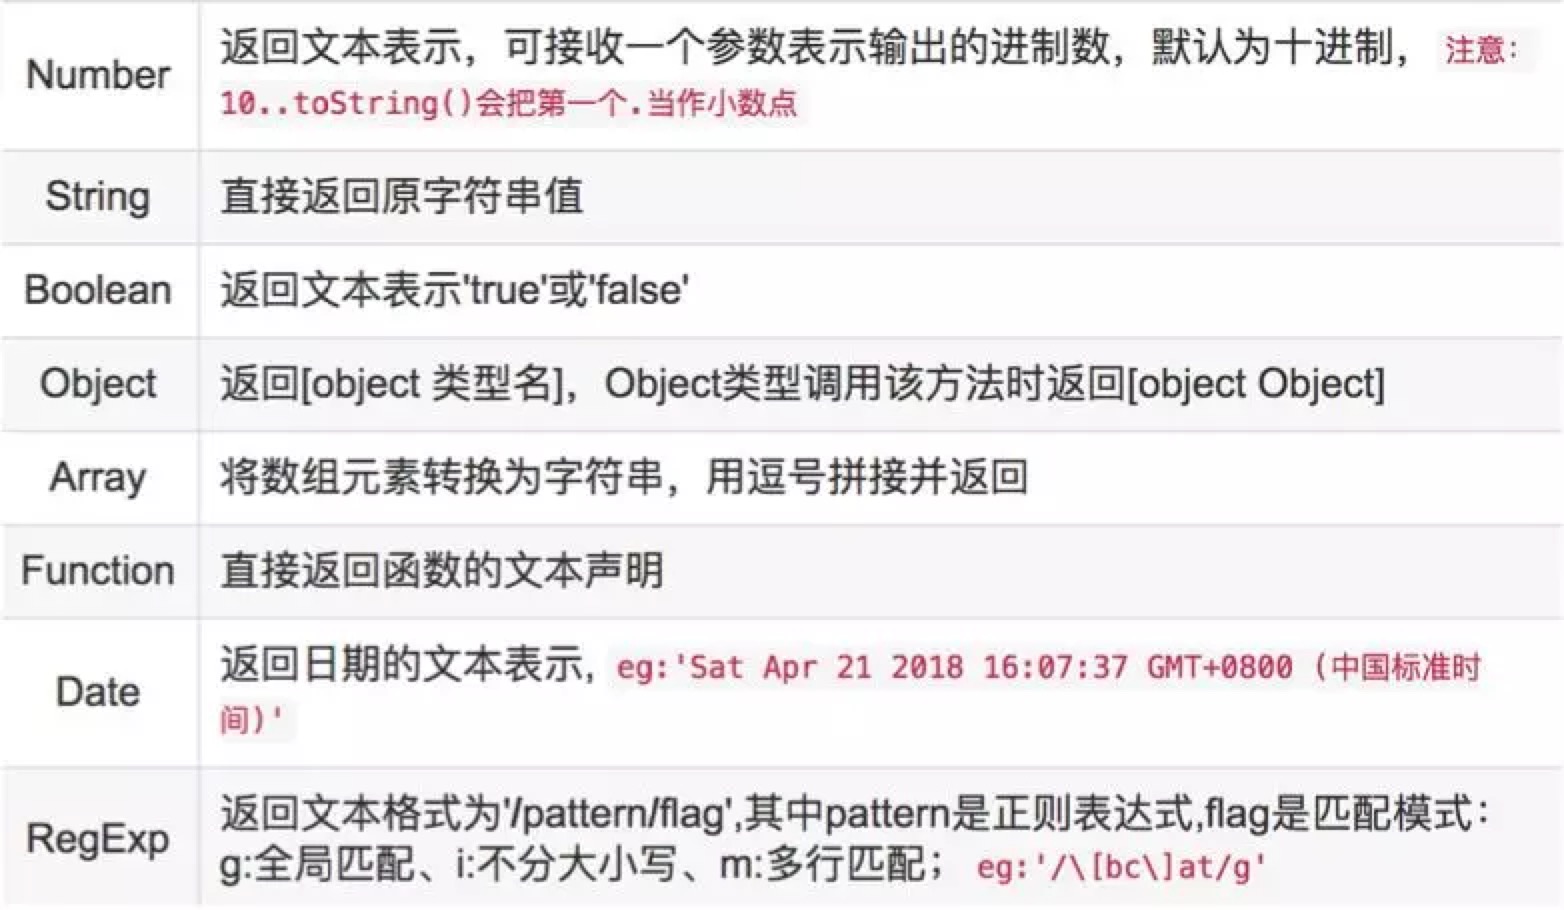 Number
返回文本表示，可接收一个参数表示输出的进制数，默认为十进制， 注意：
10..toString()会把第一个.当作小数点
String
直接返回原字符串值
Boolean
返回文本表示'true'或'false'
Object
返回[object 类型名]，Object类型调用该方法时返回[object Object]
Array
将数组元素转换为字符串，用逗号拼接并返回
Function
直接返回函数的文本声明
Date
返回日期的文本表示, eg:'Sat Apr 21 2018 16:07:37 GMT+0800 (中国标准时
间)'
RegExp
返回文本格式为'/pattern/flag',其中pattern是正则表达式,flag是匹配模式：
g:全局匹配、i:不分大小写、m:多行匹配； eg:'/\[bc\]at/g'